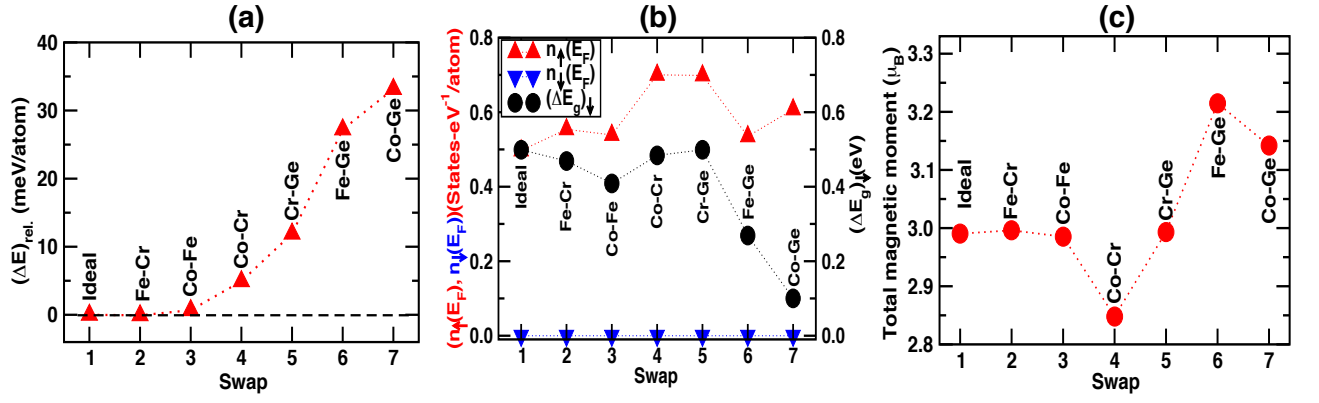 (a)
(ΔE)rel. (meV/atom)
40
30
20
10
0
Ideal
Fe-Cr
Co-Fe
Co-Cr
Cr-Ge
Fe-Ge
Co-Ge
1 2 3 4 5 6 7
Swap
(b)
(n↑(EF), n↓(EF))(States-eV-1/atom)
0.8
0.6
0.4
0.2
0.0
n↑(EF)
n↓(EF)
(ΔEg)↓
Ideal
Fe-Cr
Co-Fe
Co-Cr
Cr-Ge
Fe-Ge
Co-Ge
0.8
0.6
0.4
0.2
0.0
(ΔEg)↓(eV)
1 2 3 4 5 6 7
Swap
(c)
Total magnetic moment (μB)
3.3
3.2
3.1
3.0
2.9
2.8
Ideal
Fe-Cr
Co-Fe
Co-Cr
Cr-Ge
Fe-Ge
Co-Ge
1 2 3 4 5 6 7
Swap